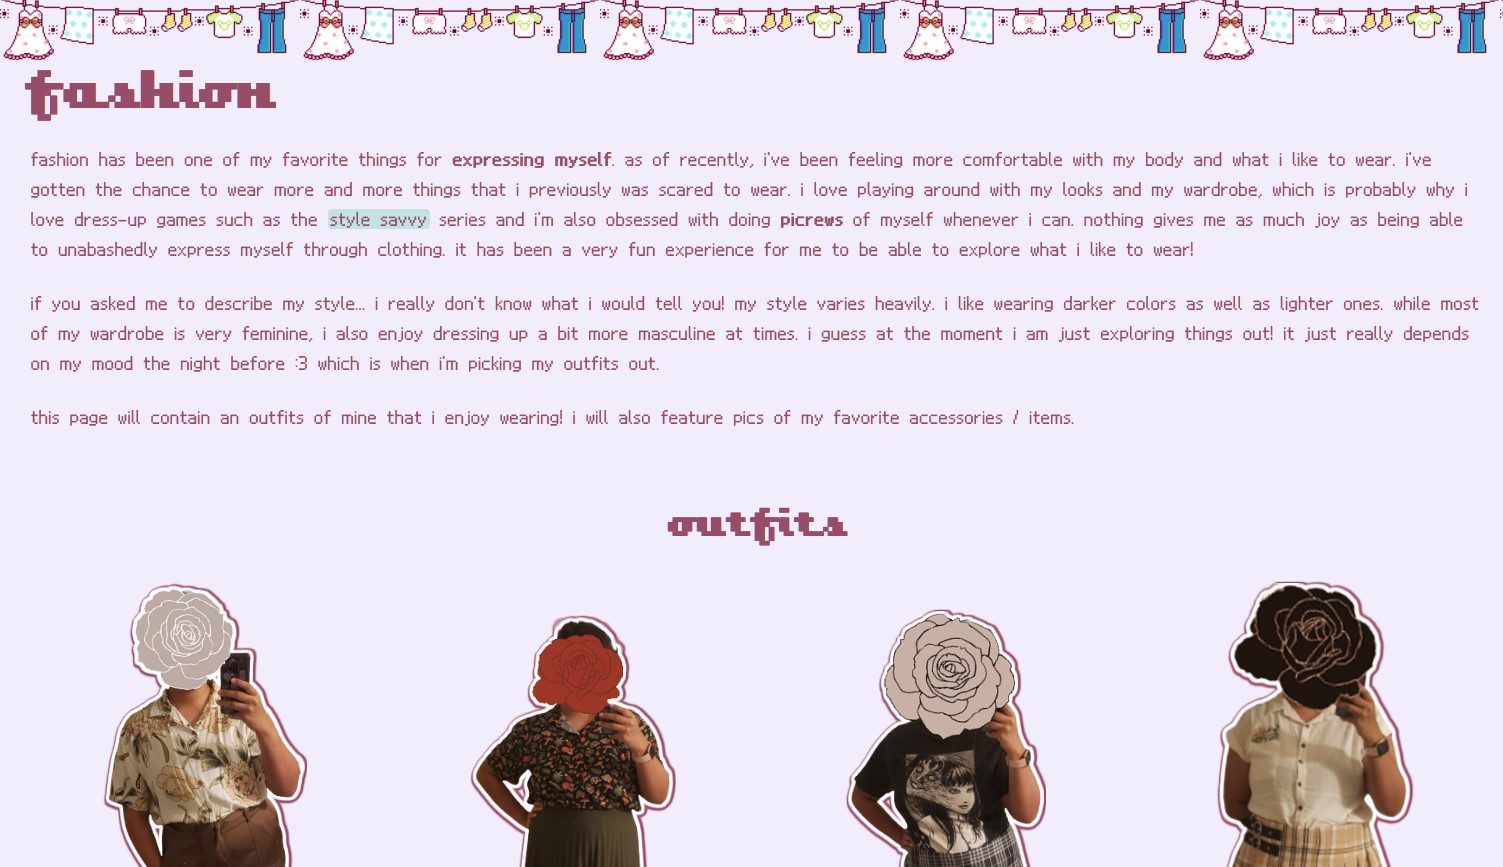 fashion
fashion has been one of my favorite things for expressing myself. as of recently, i've been feeling more comfortable with my body and what i like to wear. i've
gotten the chance to wear more and more things that i previously was scared to wear. i love playing around with my looks and my wardrobe, which is probably why i
love dress-up games such as the style savvy series and i'm also obsessed with doing picrews of myself whenever i can. nothing gives me as much joy as being able
to unabashedly express myself through clothing. it has been a very fun experience for me to be able to explore what i like to wear!
if you asked me to describe my style... i really don't know what i would tell you! my style varies heavily. i like wearing darker colors as well as lighter ones. while most
of my wardrobe is very feminine, i also enjoy dressing up a bit more masculine at times. i guess at the moment i am just exploring things out! it just really depends
on my mood the night before :3 which is when i'm picking my outfits out.
this page will contain an outfits of mine that i enjoy wearing! i will also feature pics of my favorite accessories / items.
outfits